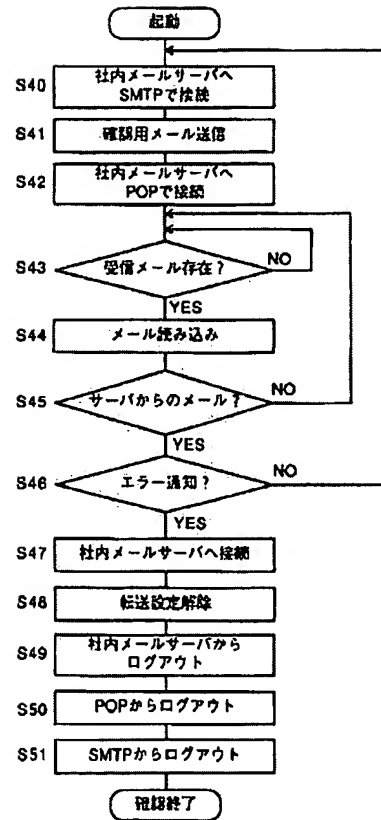 起動
S40
社内メールサーバへ
SMTPで接続
S41
確認用メール送信
S42
社内メールサーバへ
POPで接続
S43
受信メール存在?
NO
YES
S44
メール読み込み
S45
サーバからのメール?
NO
YES
S46
エラー通知?
NO
YES
S47
社内メールサーバへ接続
S48
転送設定解除
S49
社内メールサーバから
ログアウト
S50
POPからログアウト
S51
SMTPからログアウト
確認終了